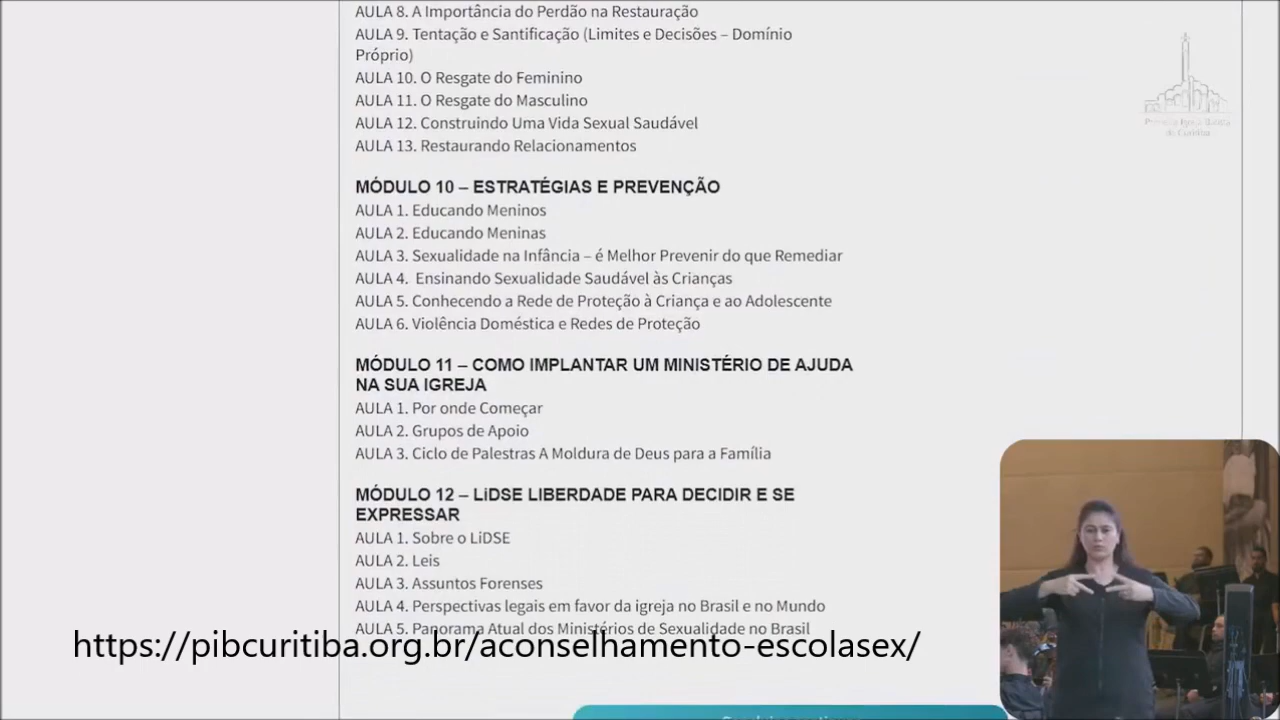 AULA 8. A Importância do Perdão na Restauração
AULA 9. Tentação e Santificação (Limites e Decisões – Domínio
Próprio)
AULA 10. O Resgate do Feminino
AULA 11. O Resgate do Masculino
AULA 12. Construindo Uma Vida Sexual Saudável
AULA 13. Restaurando Relacionamentos
MÓDULO 10 – ESTRATÉGIAS E PREVENÇÃO
AULA 1. Educando Meninos
AULA 2. Educando Meninas
AULA 3. Sexualidade na Infância – é Melhor Prevenir do que Remediar
AULA 4. Ensinando Sexualidade Saudável às Crianças
AULA 5. Conhecendo a Rede de Proteção à Criança e ao Adolescente
AULA 6. Violência Doméstica e Redes de Proteção
MÓDULO 11 – COMO IMPLANTAR UM MINISTÉRIO DE AJUDA
NA SUA IGREJA
AULA 1. Por onde Começar
AULA 2. Grupos de Apoio
AULA 3. Ciclo de Palestras A Moldura de Deus para a Família
MÓDULO 12 – LiDSE LIBERDADE PARA DECIDIR E SE
EXPRESSAR
AULA 1. Sobre o LiDSE
AULA 2. Leis
AULA 3. Assuntos Forenses
AULA 4. Perspectivas legais em favor da igreja no Brasil e no Mundo
AULA 5. Panorama Atual dos Ministérios de Sexualidade no Brasil
https://pibcuritiba.org.br/aconselhamento-escolasex/
de Curitiba